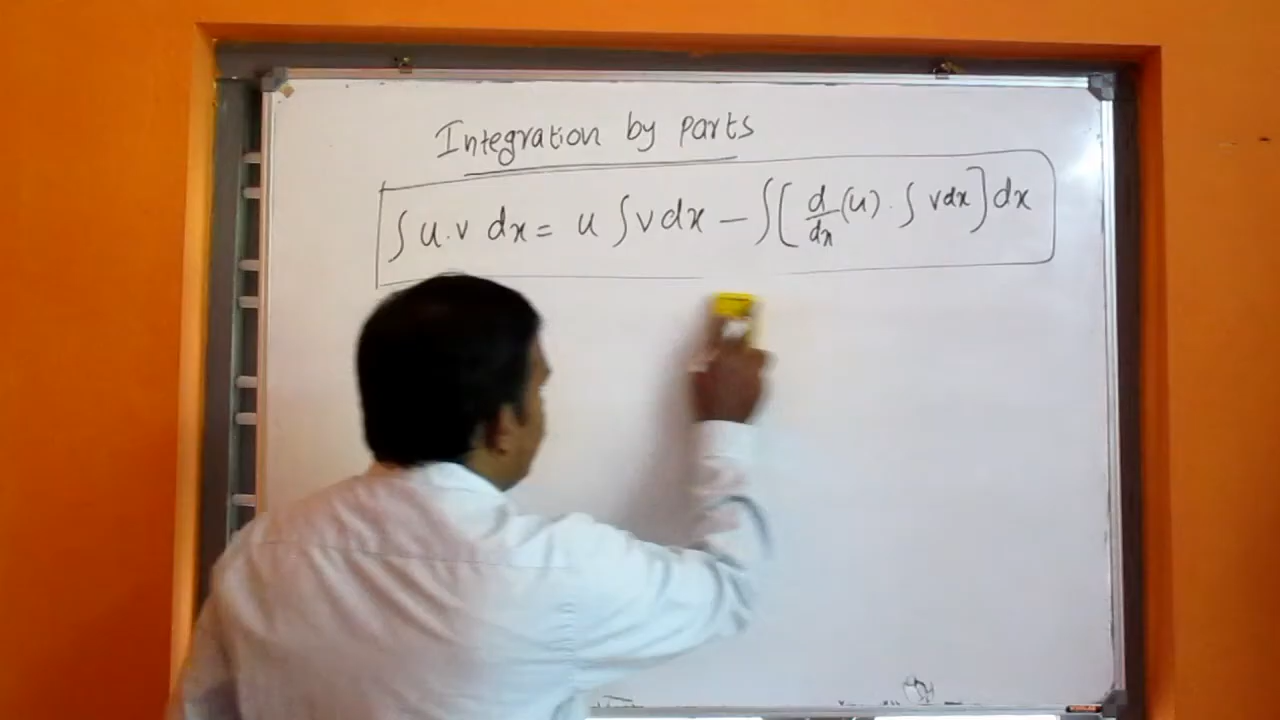 Integration by parts
∫ u.v dx = u ∫ v dx − ∫ [ d/dx (u) . ∫ v dx ] dx